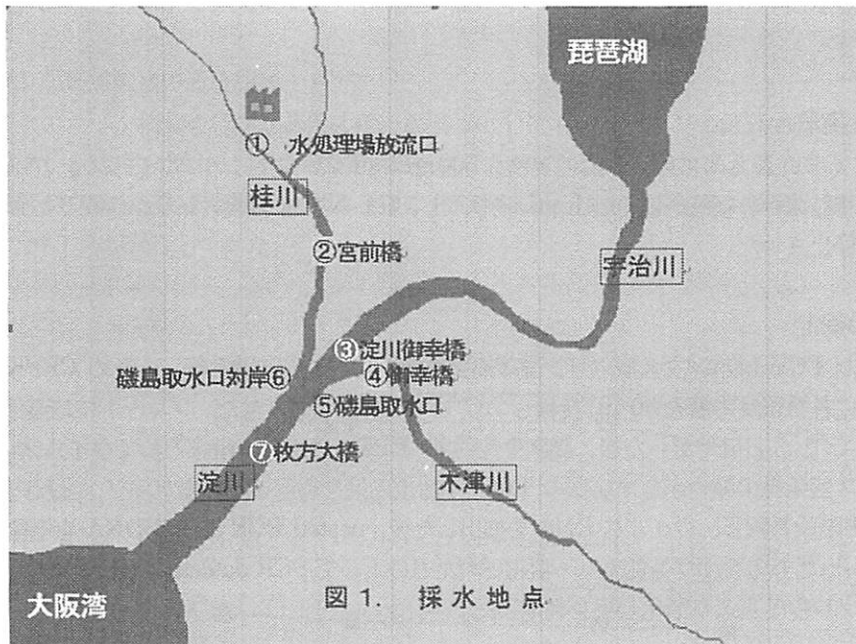 琵琶湖
① 水処理場放流口
桂川
②宮前橋
宇治川
③淀川御幸橋
磯島取水口対岸⑥
④御幸橋
⑤磯島取水口
⑦枚方大橋
淀川
木津川
大阪湾
図1. 採水地点